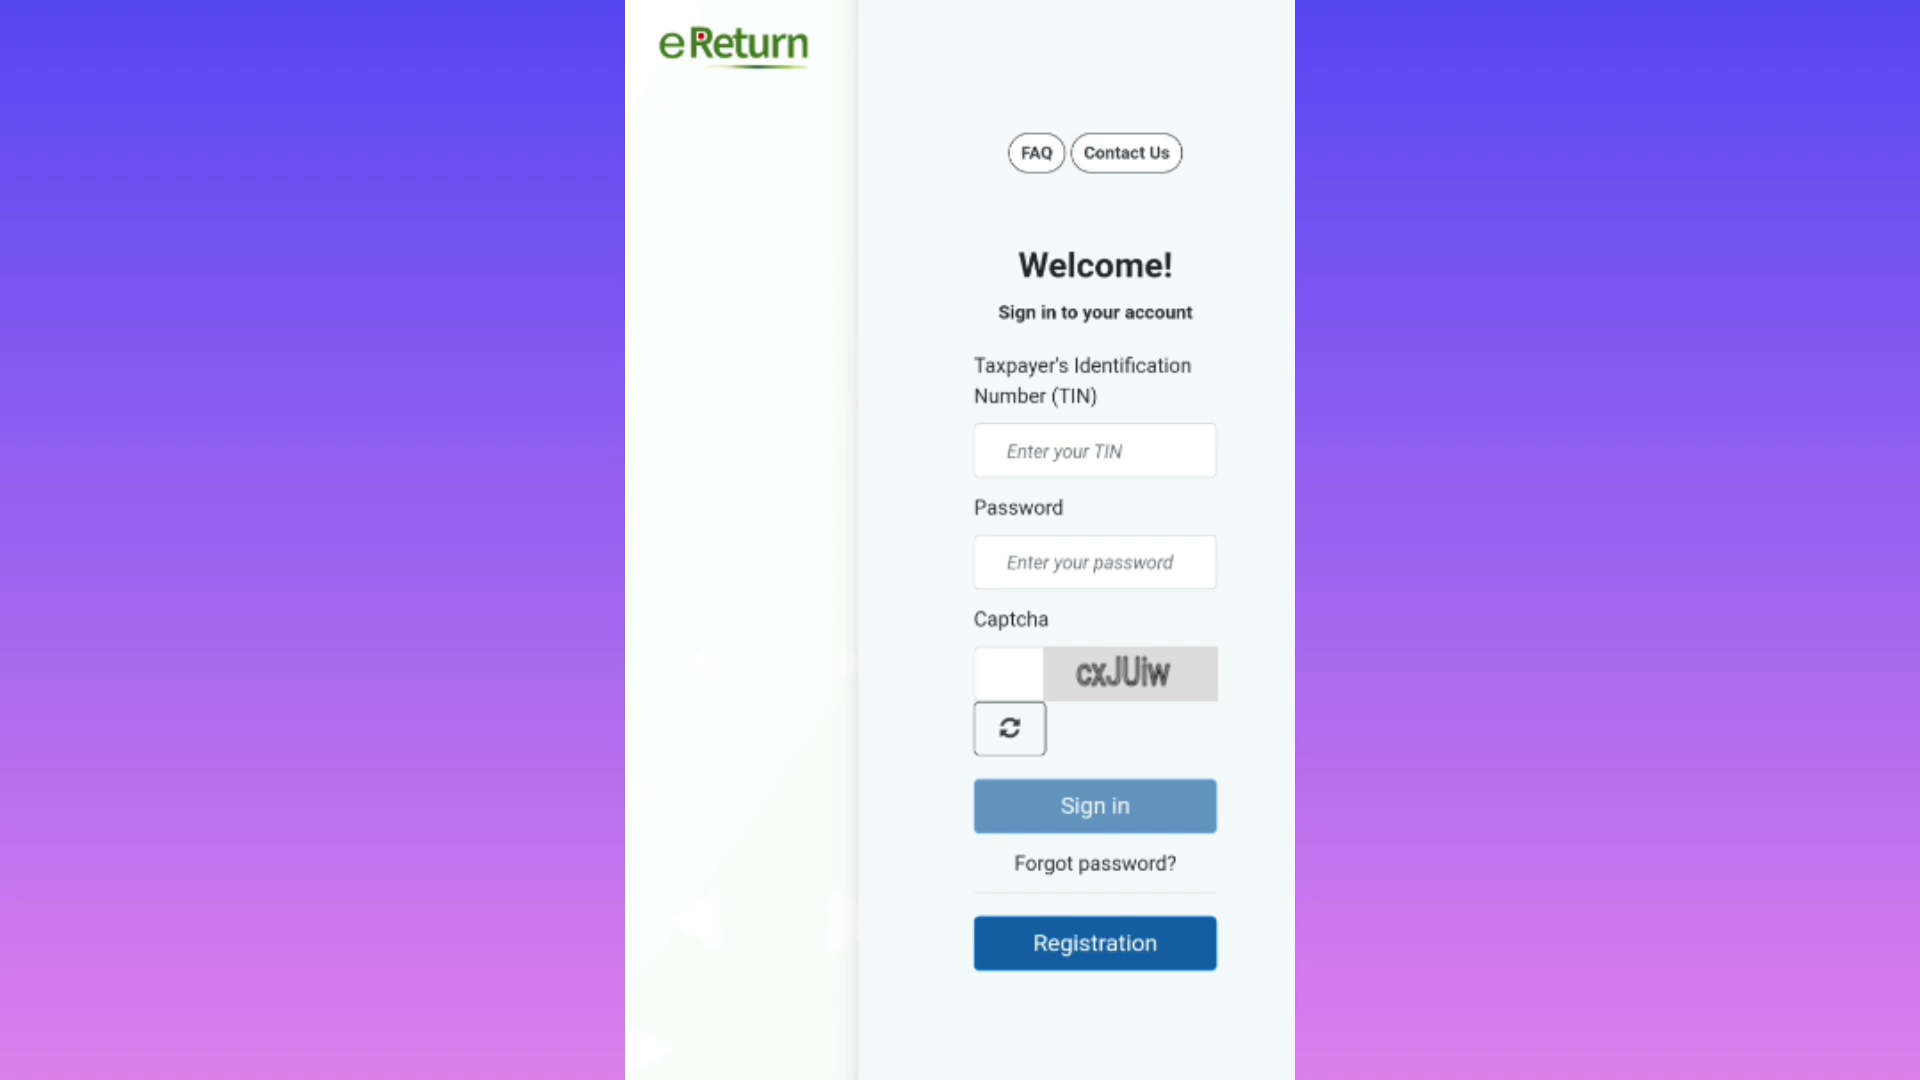 eReturn
FAQ
Contact Us
Welcome!
Sign in to your account
Taxpayer's Identification
Number (TIN)
Enter your TIN
Password
Enter your password
Captcha
cxJUiw
Sign in
Forgot password?
Registration